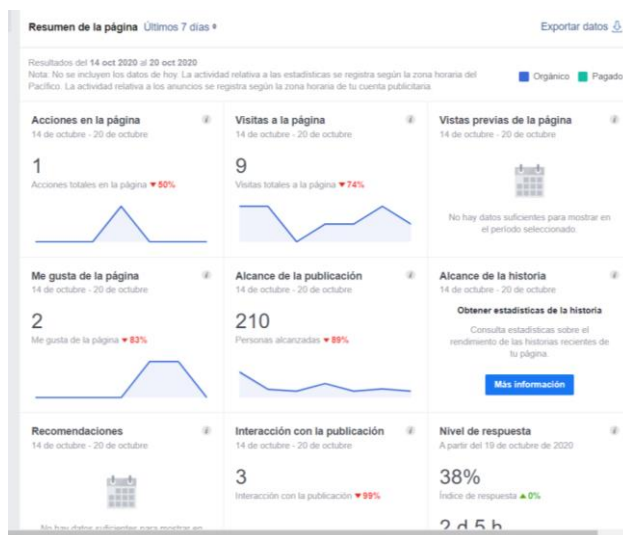 Resumen de la página Últimos 7 días
Exportar datos
Resultados del 14 oct 2020 al 20 oct 2020
Nota: No se incluyen los datos de hoy. La actividad relativa a las estadísticas se registra según la zona horaria del
Pacífico. La actividad relativa a los anuncios se registra según la zona horaria de tu cuenta publicitaria.
Orgánico Pagado
Acciones en la página
14 de octubre - 20 de octubre
1
Acciones totales en la página ▼50%
Visitas a la página
14 de octubre - 20 de octubre
9
Visitas totales a la página ▼74%
Vistas previas de la página
14 de octubre - 20 de octubre
No hay datos suficientes para mostrar en
el período seleccionado.
Me gusta de la página
14 de octubre - 20 de octubre
2
Me gusta de la página ▼83%
Alcance de la publicación
14 de octubre - 20 de octubre
210
Personas alcanzadas ▼89%
Alcance de la historia
14 de octubre - 20 de octubre
Obtener estadísticas de la historia
Consulta estadísticas sobre el
rendimiento de las historias recientes de
tu página.
Más información
Recomendaciones
14 de octubre - 20 de octubre
No hay datos suficientes para mostrar en
Interacción con la publicación
14 de octubre - 20 de octubre
3
Interacción con la publicación ▼99%
Nivel de respuesta
A partir del 19 de octubre de 2020
38%
Índice de respuesta ▲0%
2 d 5 h